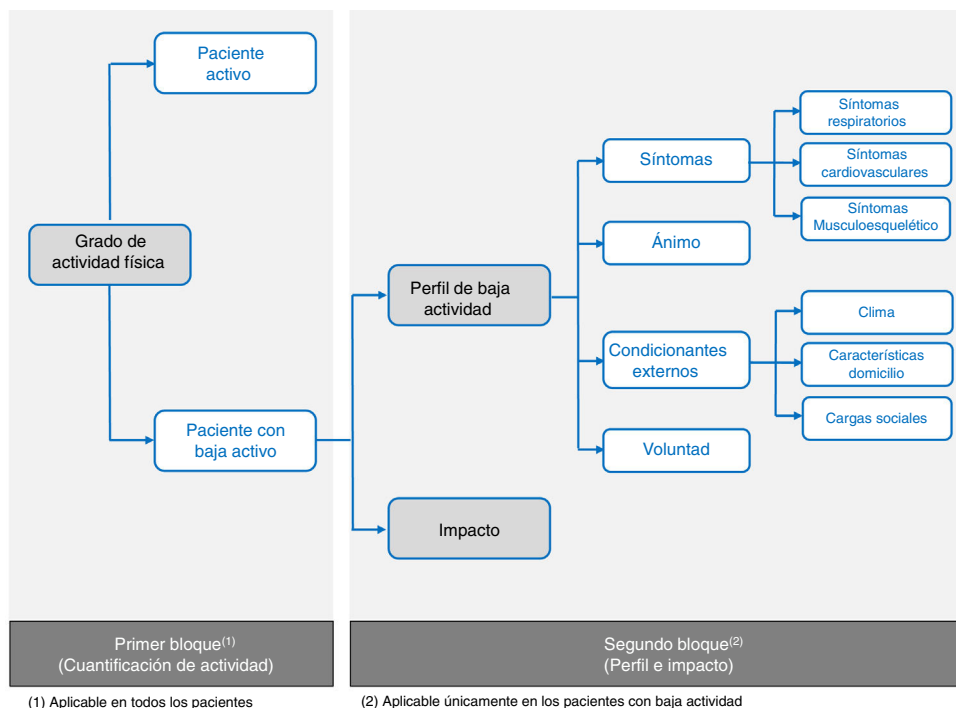 Paciente
activo
Grado de
actividad física
Paciente con
baja activo
Perfil de baja
actividad
Impacto
Síntomas
Ánimo
Condicionantes
externos
Voluntad
Síntomas
respiratorios
Síntomas
cardiovasculares
Síntomas
Musculoesquelético
Clima
Características
domicilio
Cargas sociales
Primer bloque(1)
(Cuantificación de actividad)
Segundo bloque(2)
(Perfil e impacto)
(1) Aplicable en todos los pacientes
(2) Aplicable únicamente en los pacientes con baja actividad